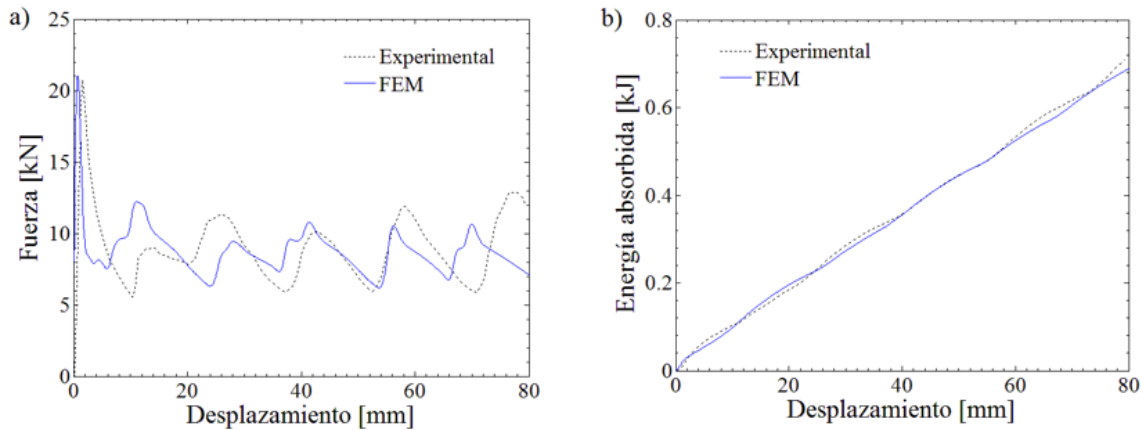 a)
25
20
15
10
5
0
Fuerza [kN]
Experimental
FEM
0 20 40 60 80
Desplazamiento [mm]
b)
0.8
0.6
0.4
0.2
0
Energía absorbida [kJ]
Experimental
FEM
0 20 40 60 80
Desplazamiento [mm]